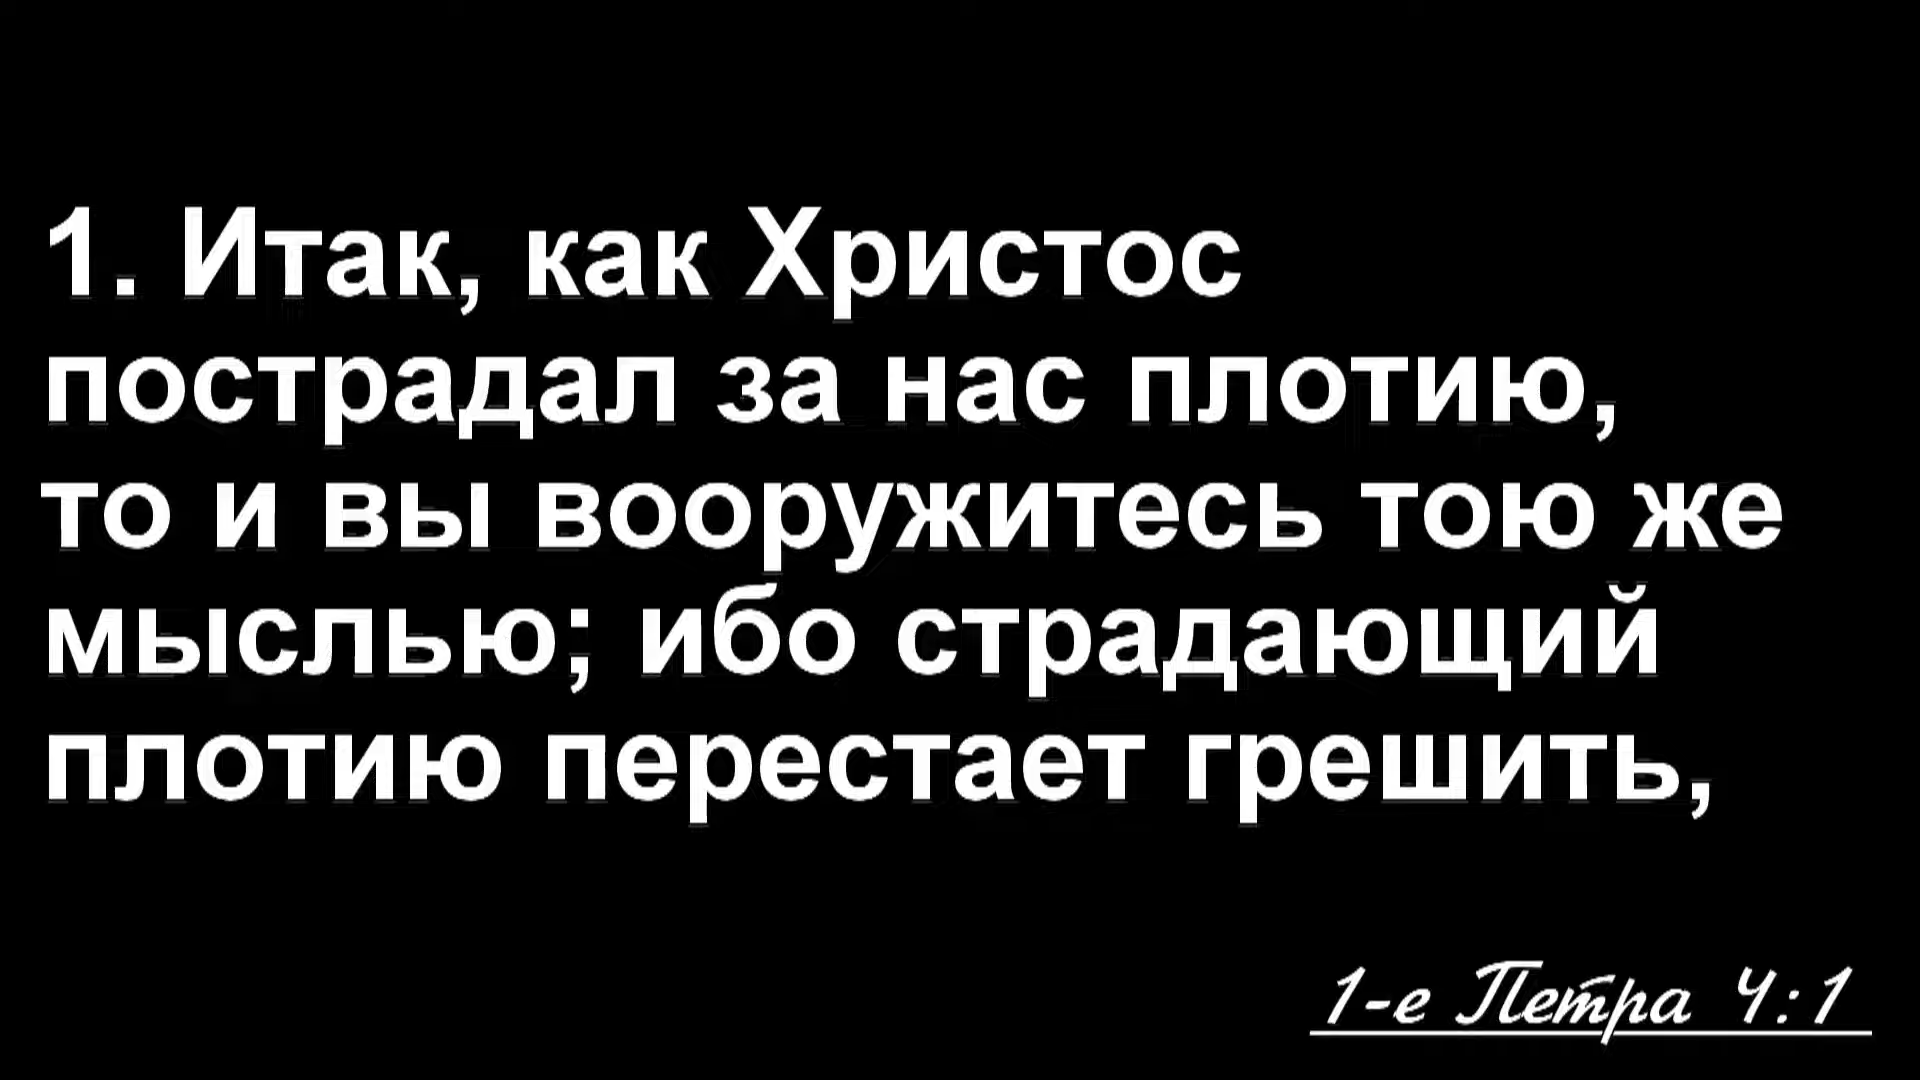 1. Итак, как Христос
пострадал за нас плотию,
то и вы вооружитесь тою же
мыслью; ибо страдающий
плотию перестает грешить,
1-е Петра 4:1